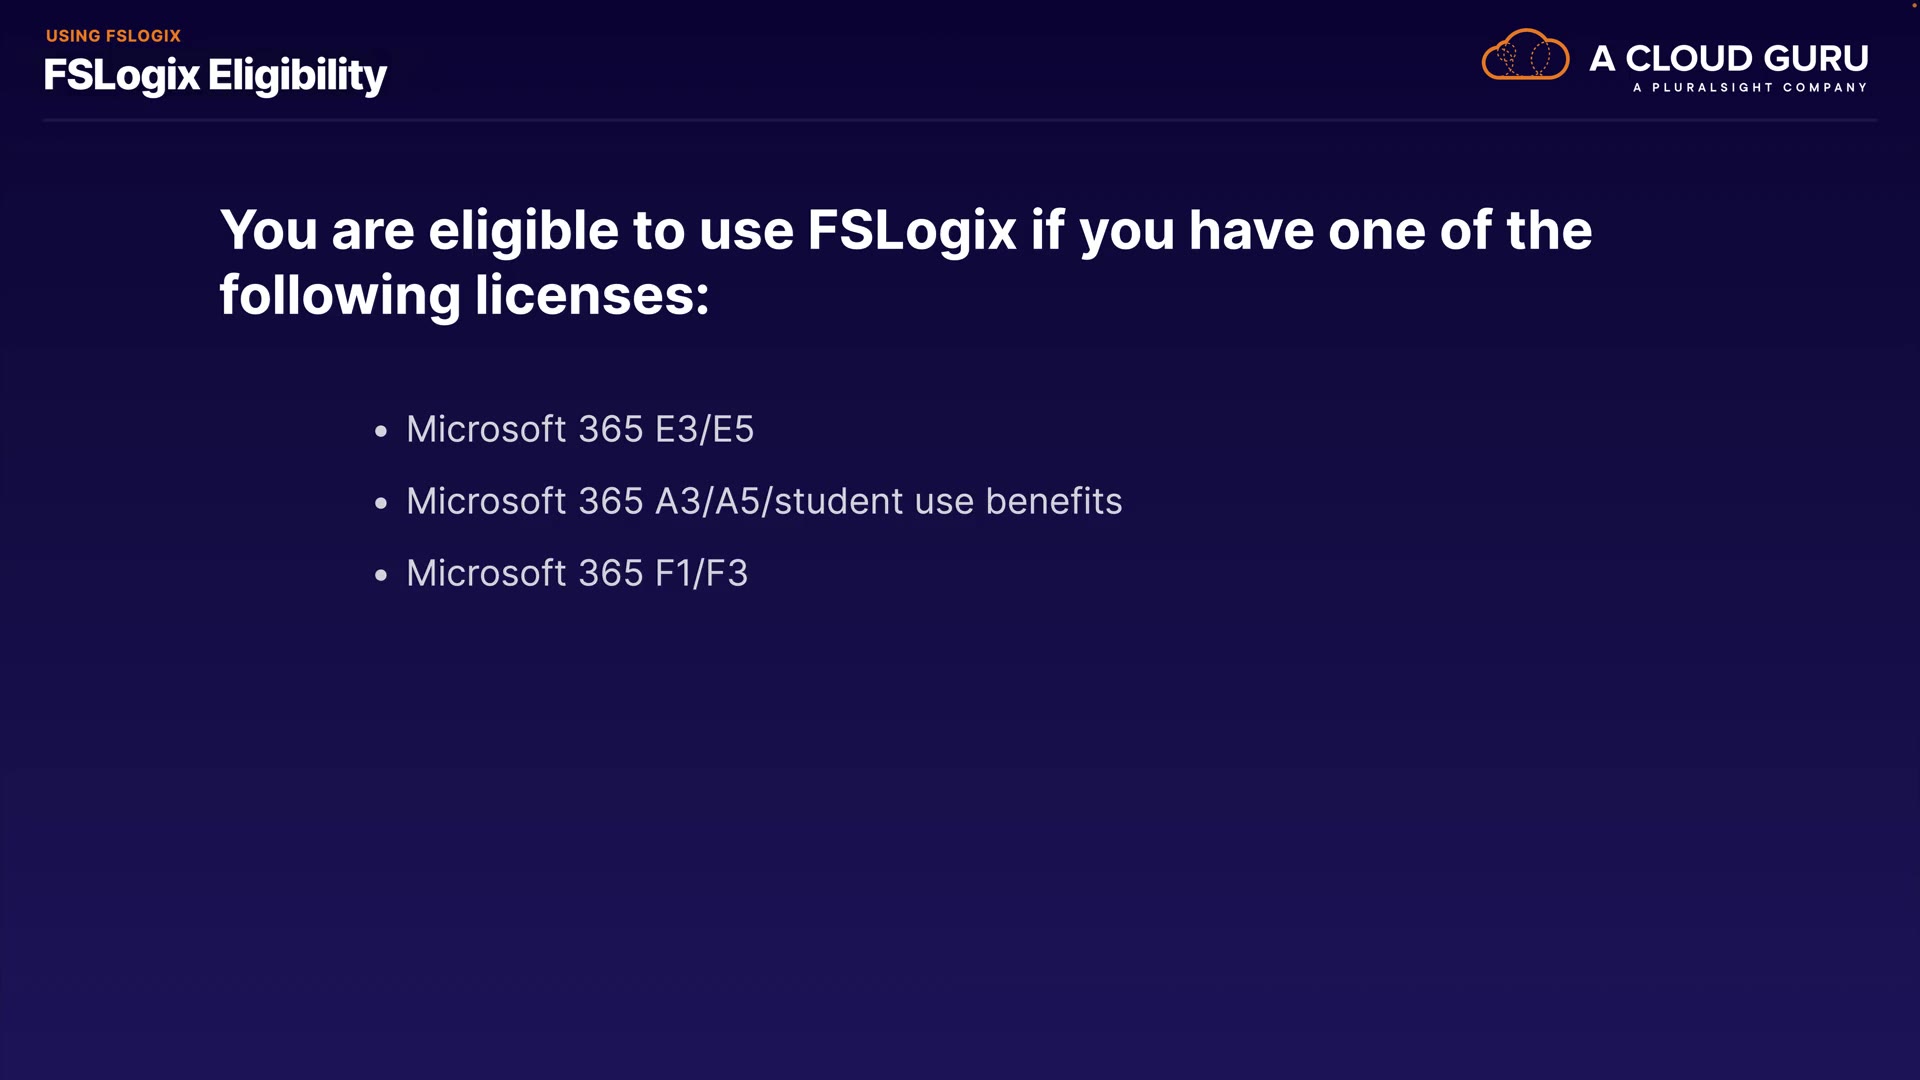 USING FSLOGIX
FSLogix Eligibility
A CLOUD GURU
A PLURALSIGHT COMPANY
You are eligible to use FSLogix if you have one of the
following licenses:
• Microsoft 365 E3/E5
• Microsoft 365 A3/A5/student use benefits
• Microsoft 365 F1/F3